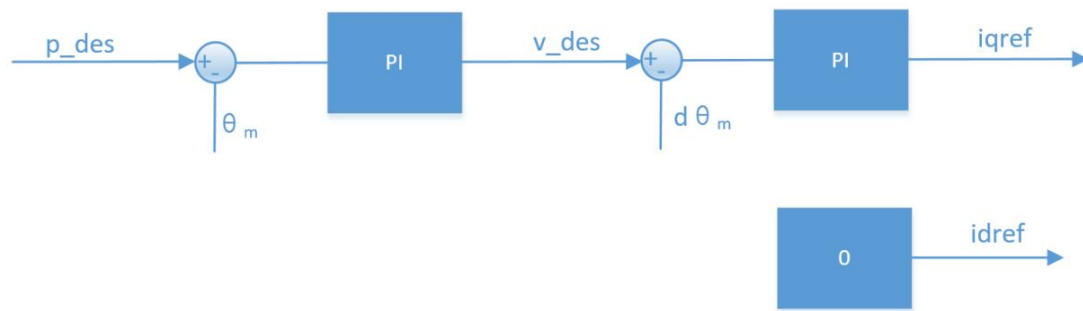 p_des
+
-
θ m
PI
v_des
+
-
d θ m
PI
iqref
0
idref